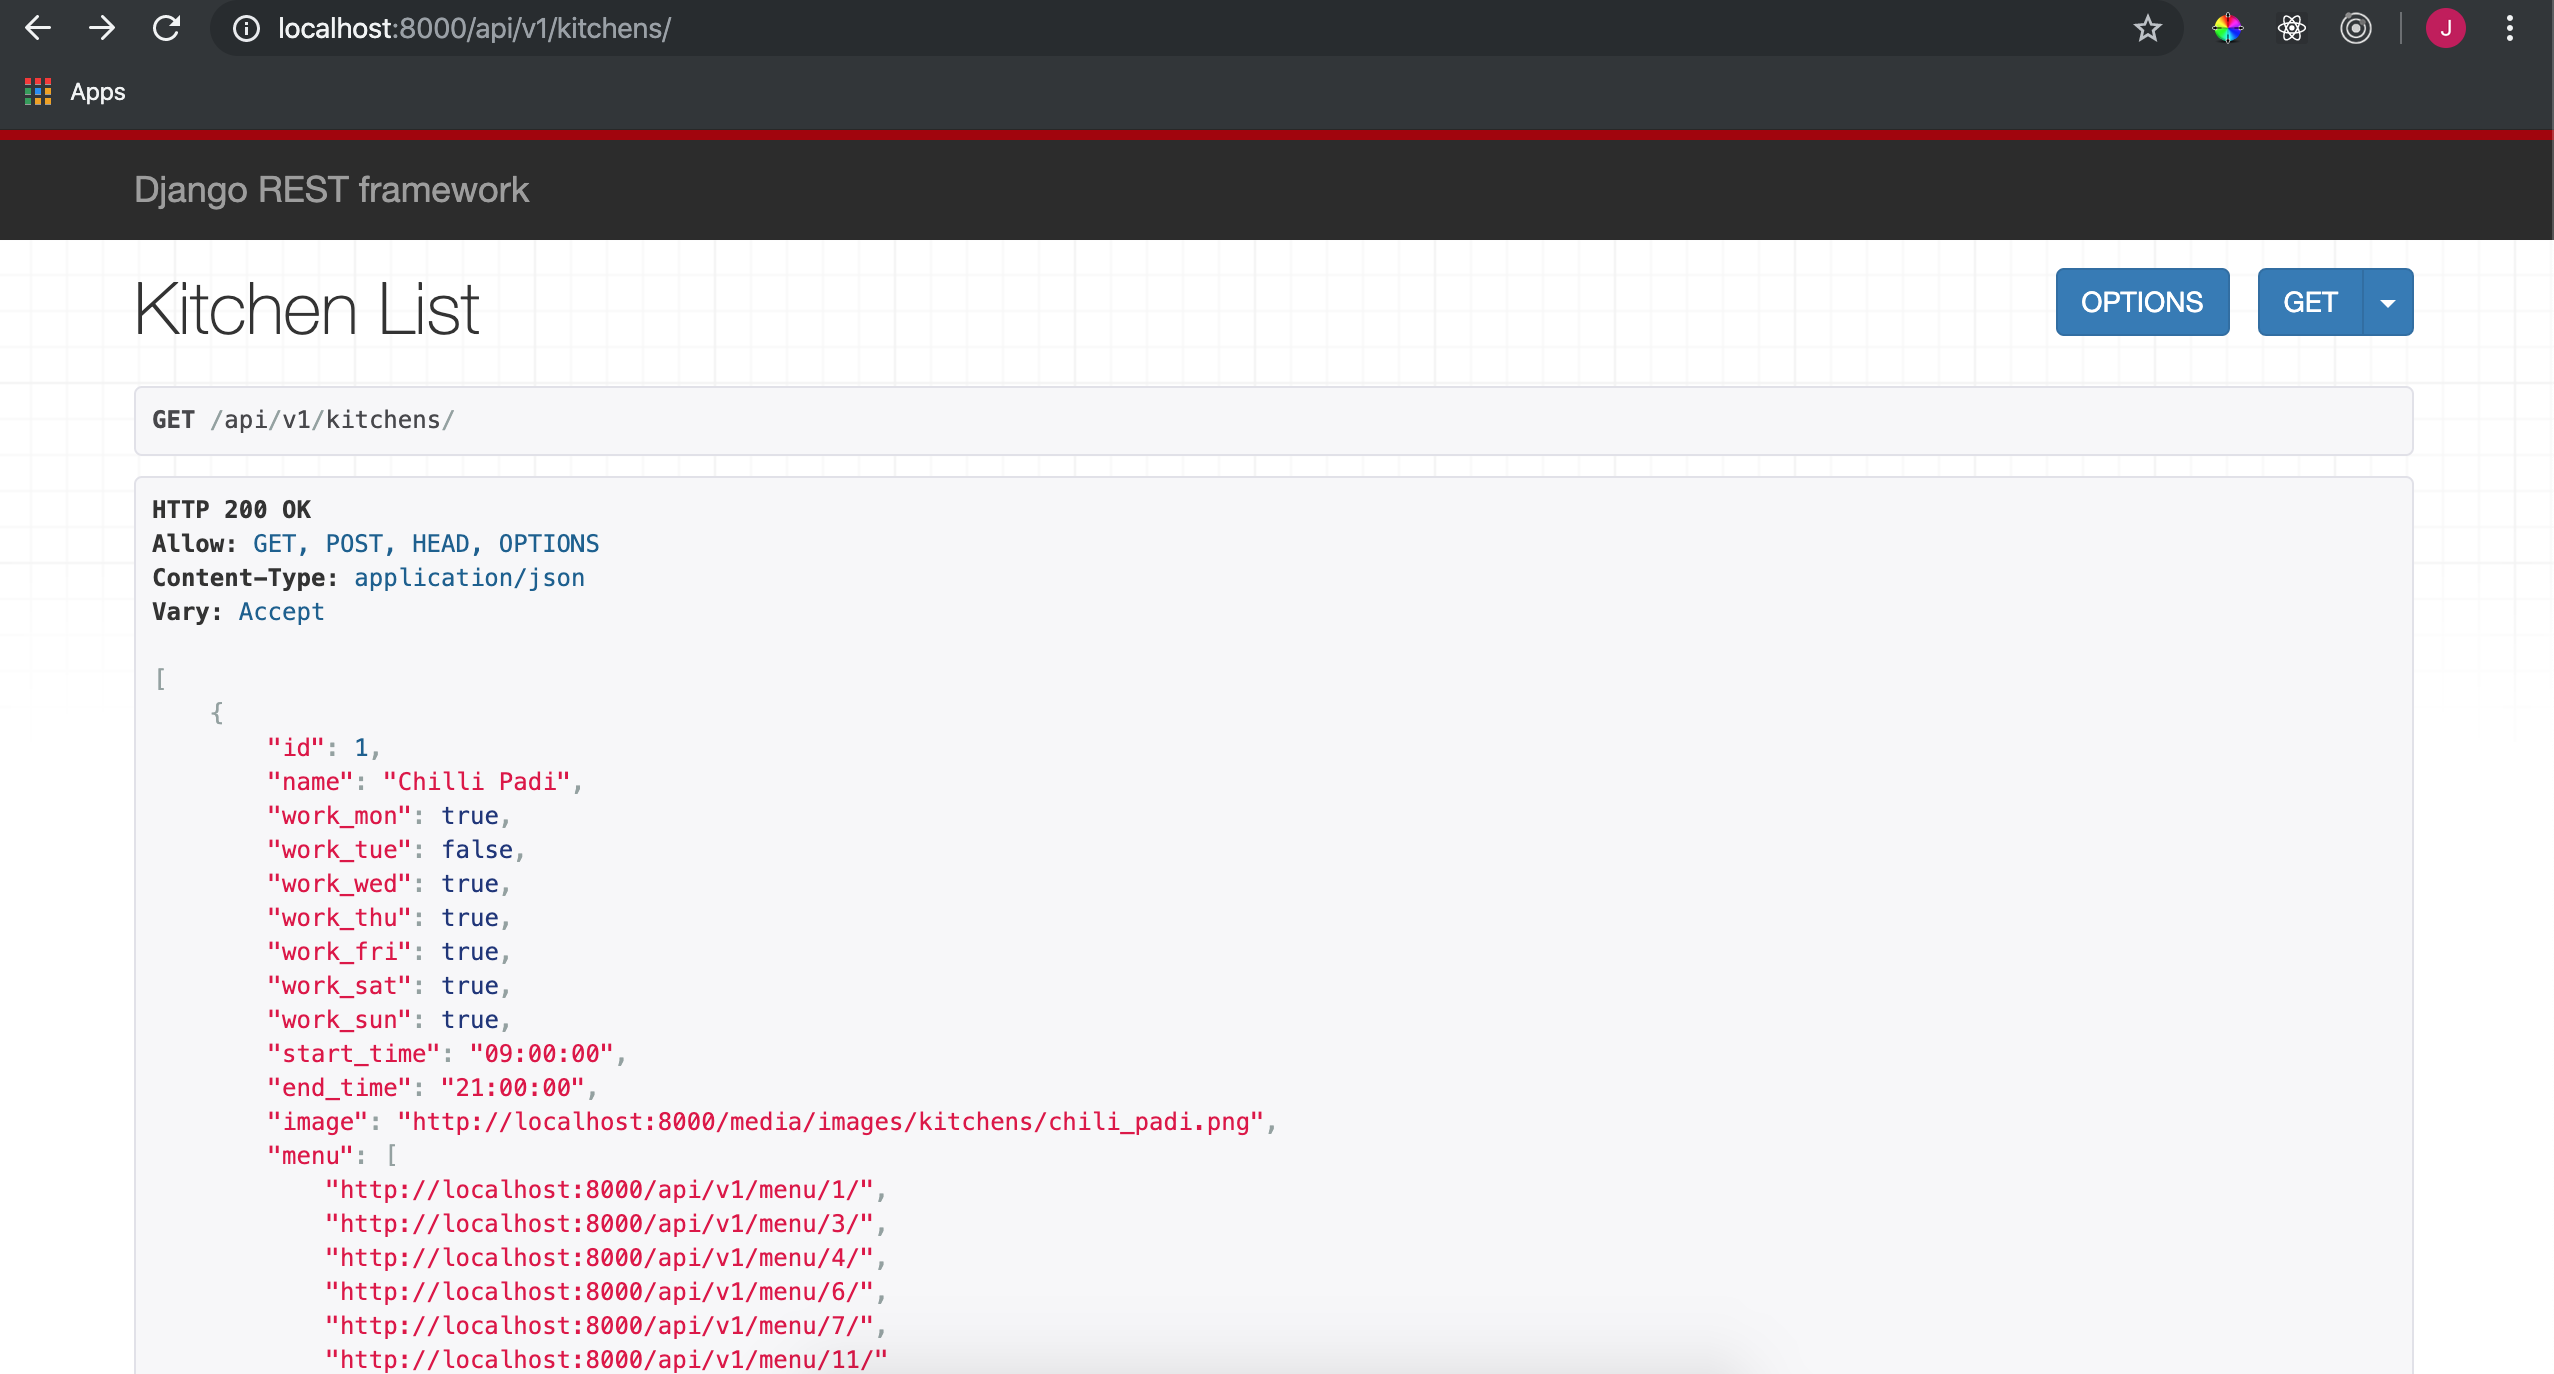 localhost:8000/api/v1/kitchens/
J
Apps
Django REST framework
Kitchen List
OPTIONS
GET
GET /api/v1/kitchens/
HTTP 200 OK
Allow: GET, POST, HEAD, OPTIONS
Content-Type: application/json
Vary: Accept
[
    {
        "id": 1,
        "name": "Chilli Padi",
        "work_mon": true,
        "work_tue": false,
        "work_wed": true,
        "work_thu": true,
        "work_fri": true,
        "work_sat": true,
        "work_sun": true,
        "start_time": "09:00:00",
        "end_time": "21:00:00",
        "image": "http://localhost:8000/media/images/kitchens/chili_padi.png",
        "menu": [
            "http://localhost:8000/api/v1/menu/1/",
            "http://localhost:8000/api/v1/menu/3/",
            "http://localhost:8000/api/v1/menu/4/",
            "http://localhost:8000/api/v1/menu/6/",
            "http://localhost:8000/api/v1/menu/7/",
            "http://localhost:8000/api/v1/menu/11/"